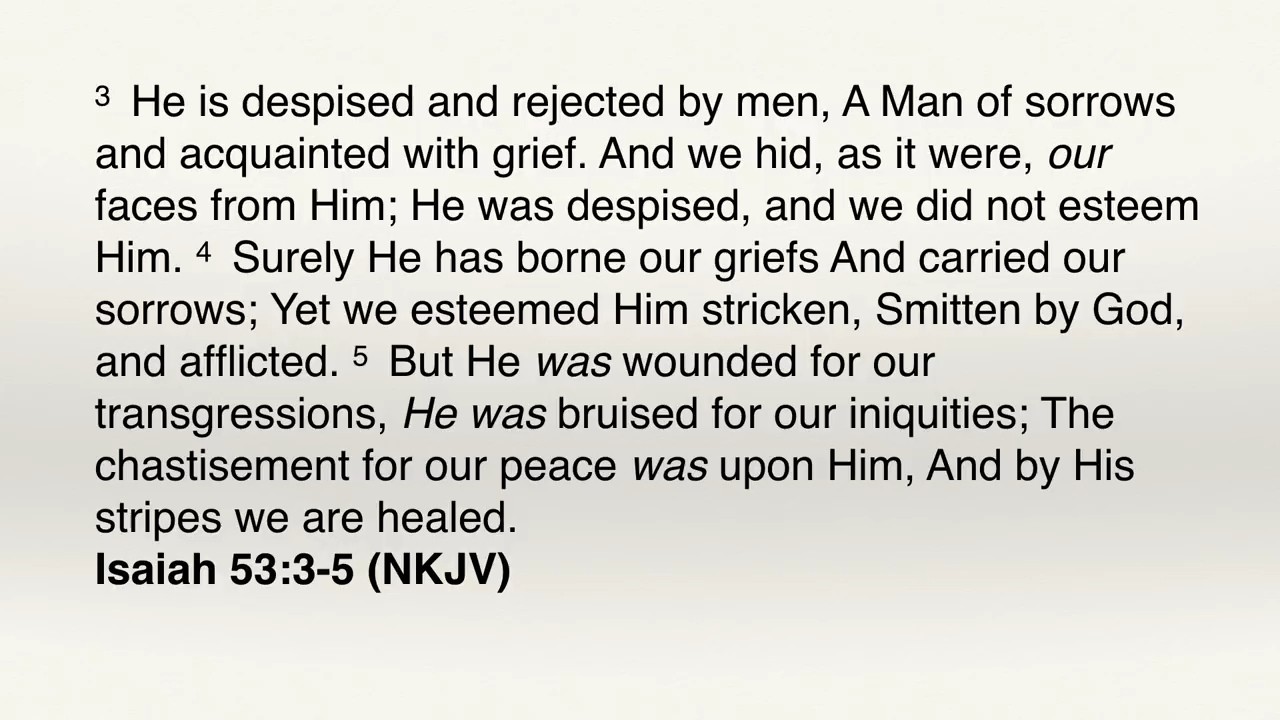 3 He is despised and rejected by men, A Man of sorrows
and acquainted with grief. And we hid, as it were, our
faces from Him; He was despised, and we did not esteem
Him. 4 Surely He has borne our griefs And carried our
sorrows; Yet we esteemed Him stricken, Smitten by God,
and afflicted. 5 But He was wounded for our
transgressions, He was bruised for our iniquities; The
chastisement for our peace was upon Him, And by His
stripes we are healed.
Isaiah 53:3-5 (NKJV)